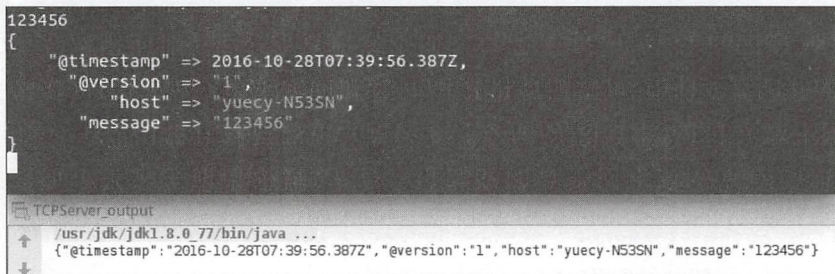 123456
{
    "@timestamp" => 2016-10-28T07:39:56.387Z,
      "@version" => "1",
          "host" => "yuecy-N53SN",
       "message" => "123456"
}
TCPServer_output
/usr/jdk/jdk1.8.0_77/bin/java ...
{"@timestamp":"2016-10-28T07:39:56.387Z","@version":"1","host":"yuecy-N53SN","message":"123456"}